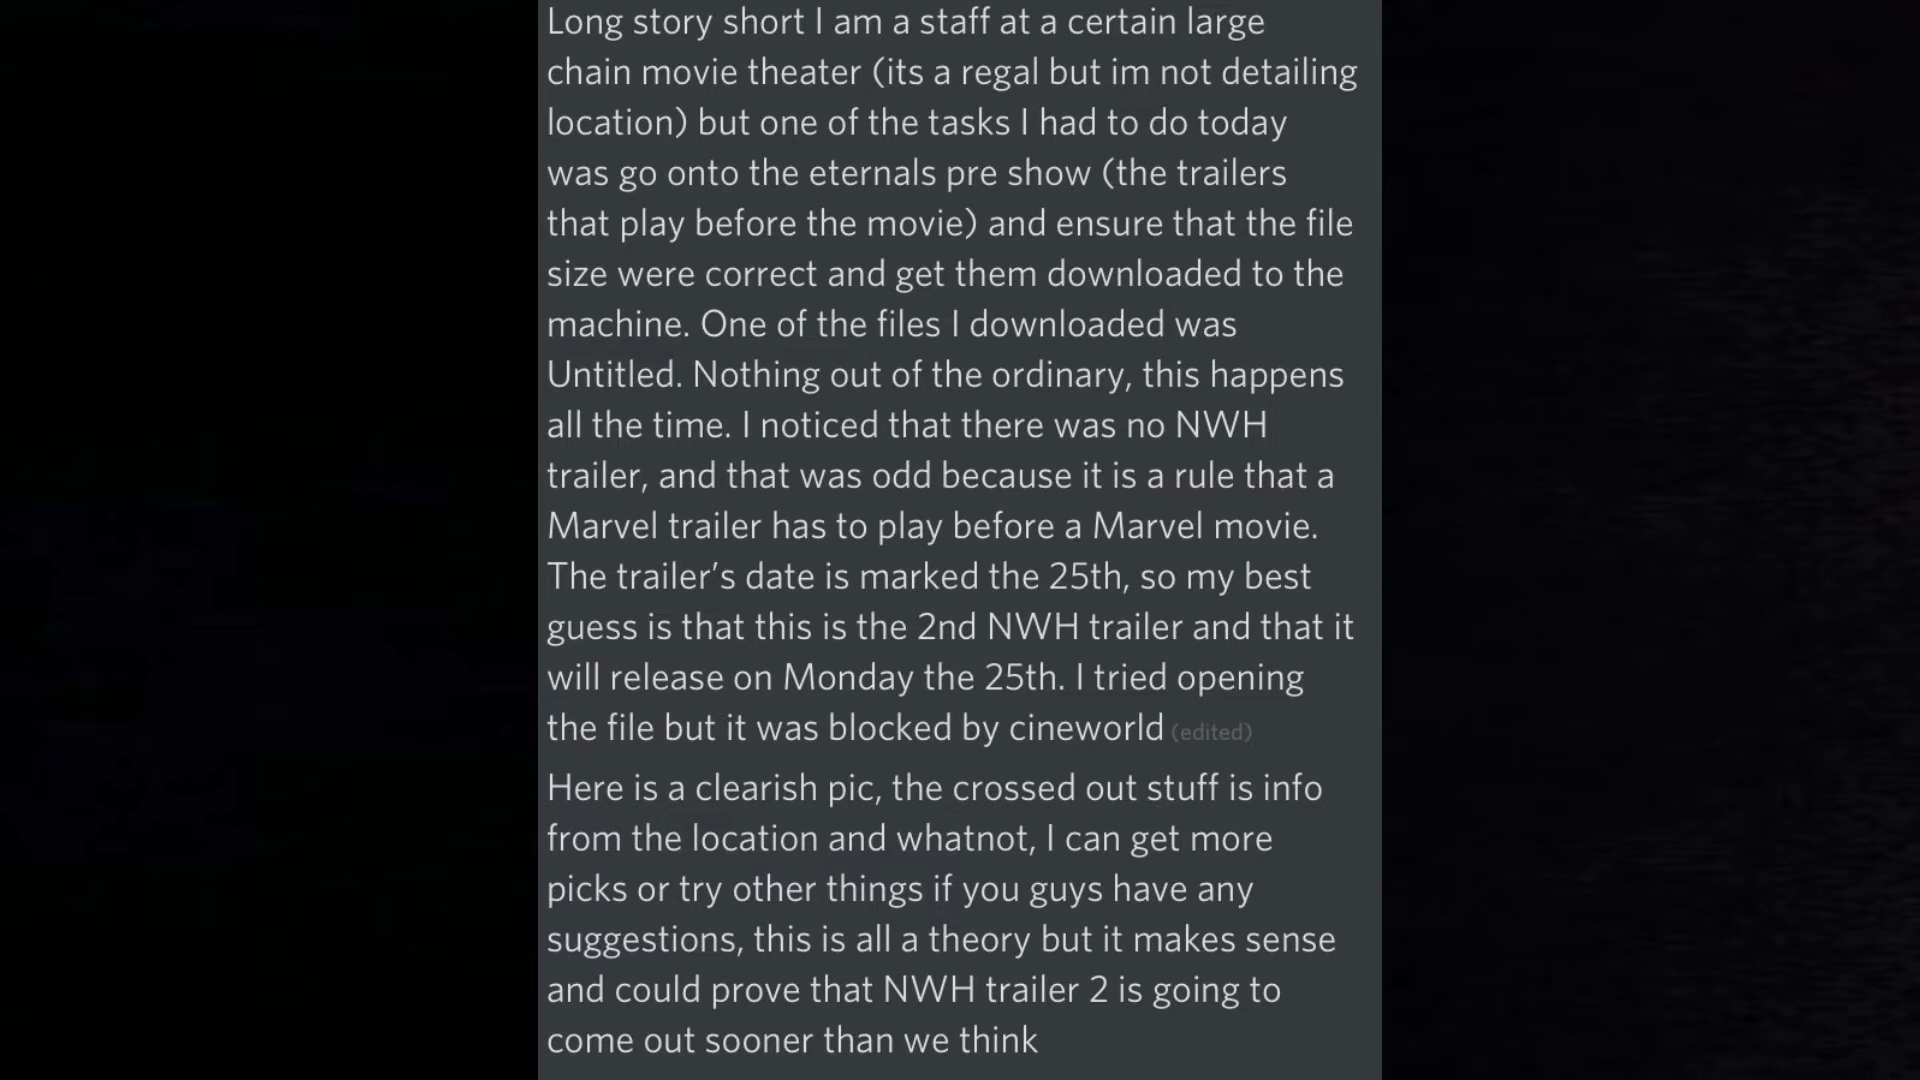 Long story short I am a staff at a certain large
chain movie theater (its a regal but im not detailing
location) but one of the tasks I had to do today
was go onto the eternals pre show (the trailers
that play before the movie) and ensure that the file
size were correct and get them downloaded to the
machine. One of the files I downloaded was
Untitled. Nothing out of the ordinary, this happens
all the time. I noticed that there was no NWH
trailer, and that was odd because it is a rule that a
Marvel trailer has to play before a Marvel movie.
The trailer’s date is marked the 25th, so my best
guess is that this is the 2nd NWH trailer and that it
will release on Monday the 25th. I tried opening
the file but it was blocked by cineworld (edited)
Here is a clearish pic, the crossed out stuff is info
from the location and whatnot, I can get more
picks or try other things if you guys have any
suggestions, this is all a theory but it makes sense
and could prove that NWH trailer 2 is going to
come out sooner than we think